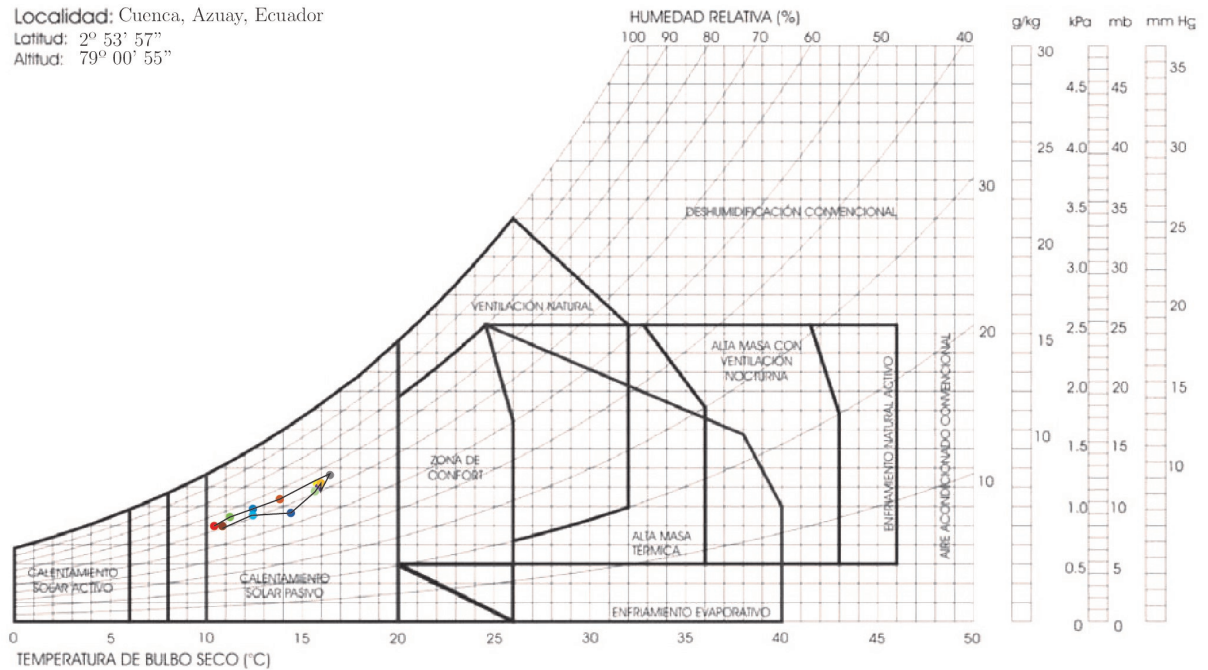 Localidad: Cuenca, Azuay, Ecuador
Latitud: 2º 53' 57"
Altitud: 79º 00' 55"
HUMEDAD RELATIVA (%)
100 90 80 70 60 50 40
g/kg kPa mb mm Hg
30
25
20
15
10
4.5
4.0
3.5
3.0
2.5
2.0
1.5
1.0
0.5
0
45
40
35
30
25
20
15
10
5
0
35
30
25
20
15
10
30
20
10
DESHUMIDIFICACIÓN CONVENCIONAL
VENTILACIÓN NATURAL
ALTA MASA CON
VENTILACIÓN
NOCTURNA
ENFRIAMIENTO NATURAL ACTIVO
AIRE ACONDICIONADO CONVENCIONAL
ZONA DE
CONFORT
ALTA MASA
TÉRMICA
CALENTAMIENTO
SOLAR ACTIVO
CALENTAMIENTO
SOLAR PASIVO
ENFRIAMIENTO EVAPORATIVO
0 5 10 15 20 25 30 35 40 45 50
TEMPERATURA DE BULBO SECO (°C)